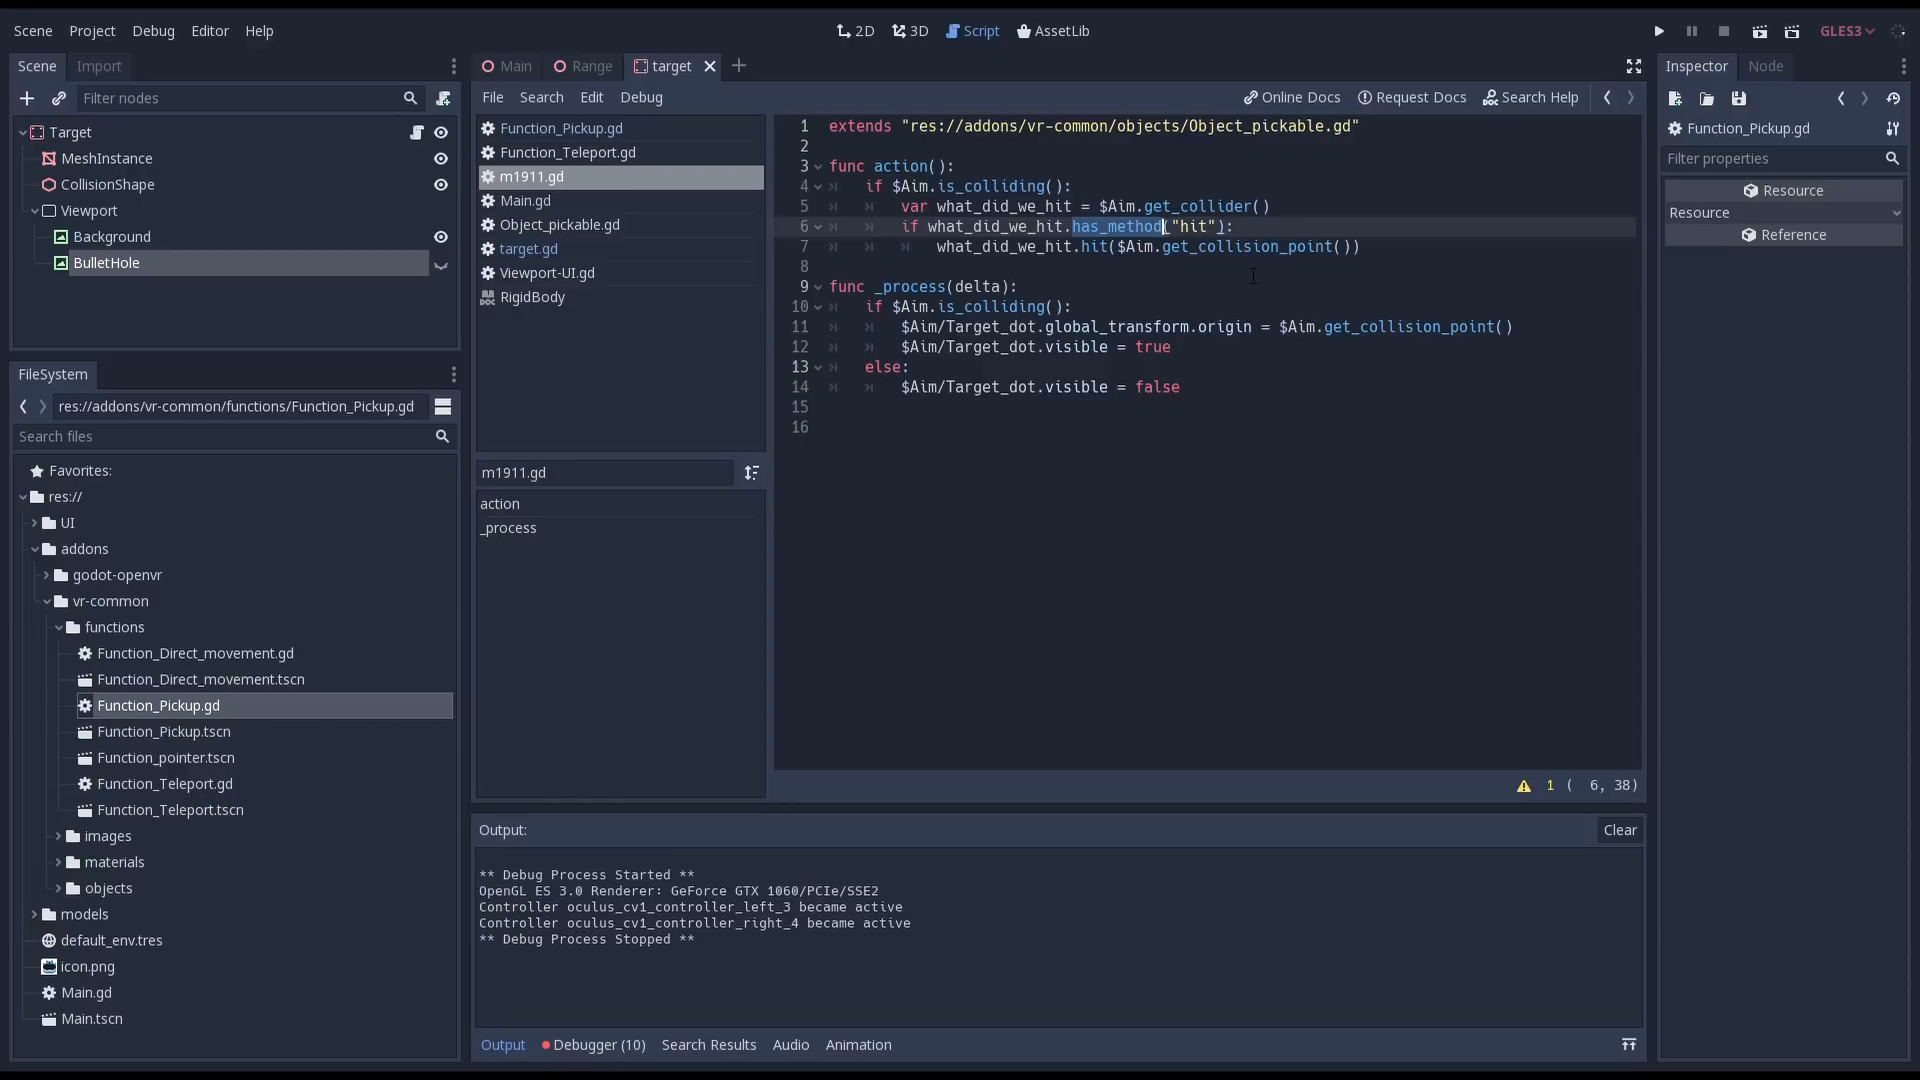 Scene Project Debug Editor Help
2D 3D Script AssetLib
GLES3
Scene Import
Filter nodes
Target
MeshInstance
CollisionShape
Viewport
Background
BulletHole
FileSystem
res://addons/vr-common/functions/Function_Pickup.gd
Search files
Favorites:
res://
UI
addons
godot-openvr
vr-common
functions
Function_Direct_movement.gd
Function_Direct_movement.tscn
Function_Pickup.gd
Function_Pickup.tscn
Function_pointer.tscn
Function_Teleport.gd
Function_Teleport.tscn
images
materials
objects
models
default_env.tres
icon.png
Main.gd
Main.tscn
Main Range target
File Search Edit Debug
Online Docs Request Docs Search Help
Function_Pickup.gd
Function_Teleport.gd
m1911.gd
Main.gd
Object_pickable.gd
target.gd
Viewport-UI.gd
RigidBody
m1911.gd
action
_process
1 extends "res://addons/vr-common/objects/Object_pickable.gd"
2
3 func action():
4 if $Aim.is_colliding():
5 var what_did_we_hit = $Aim.get_collider()
6 if what_did_we_hit.has_method("hit"):
7 what_did_we_hit.hit($Aim.get_collision_point())
8
9 func _process(delta):
10 if $Aim.is_colliding():
11 $Aim/Target_dot.global_transform.origin = $Aim.get_collision_point()
12 $Aim/Target_dot.visible = true
13 else:
14 $Aim/Target_dot.visible = false
15
16
1 ( 6, 38)
Output:
Clear
** Debug Process Started **
OpenGL ES 3.0 Renderer: GeForce GTX 1060/PCIe/SSE2
Controller oculus_cv1_controller_left_3 became active
Controller oculus_cv1_controller_right_4 became active
** Debug Process Stopped **
Output Debugger (10) Search Results Audio Animation
Inspector Node
Function_Pickup.gd
Filter properties
Resource
Resource
Reference